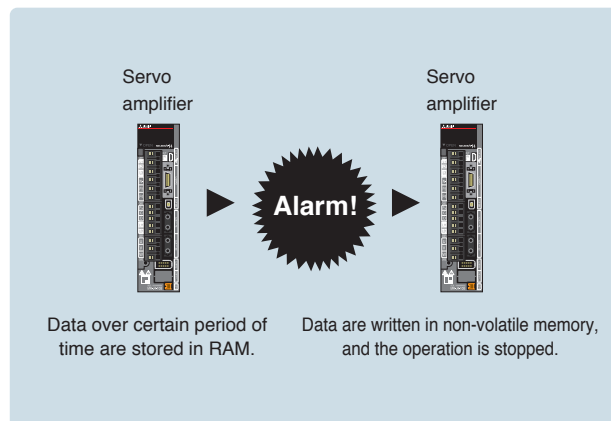 Servo
amplifier
Servo
amplifier
Alarm!
Data over certain period of
time are stored in RAM.
Data are written in non-volatile memory,
and the operation is stopped.